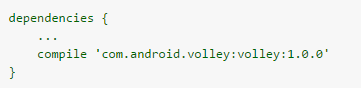 dependencies {
    ...
    compile 'com.android.volley:volley:1.0.0'
}